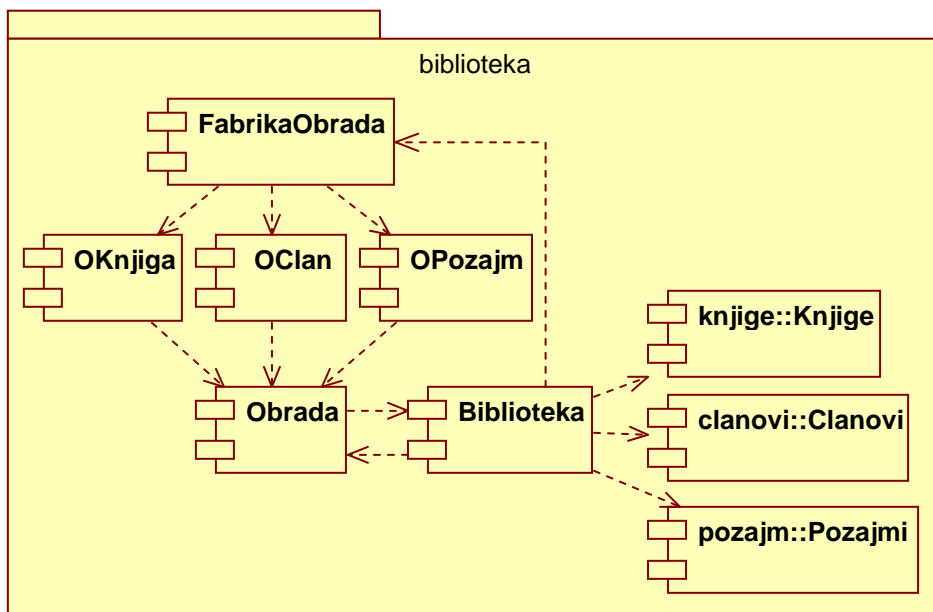 biblioteka
FabrikaObrada
OKnjiga
OClan
OPozajm
knjige::Knjige
clanovi::Clanovi
Obrada
Biblioteka
pozajm::Pozajmi